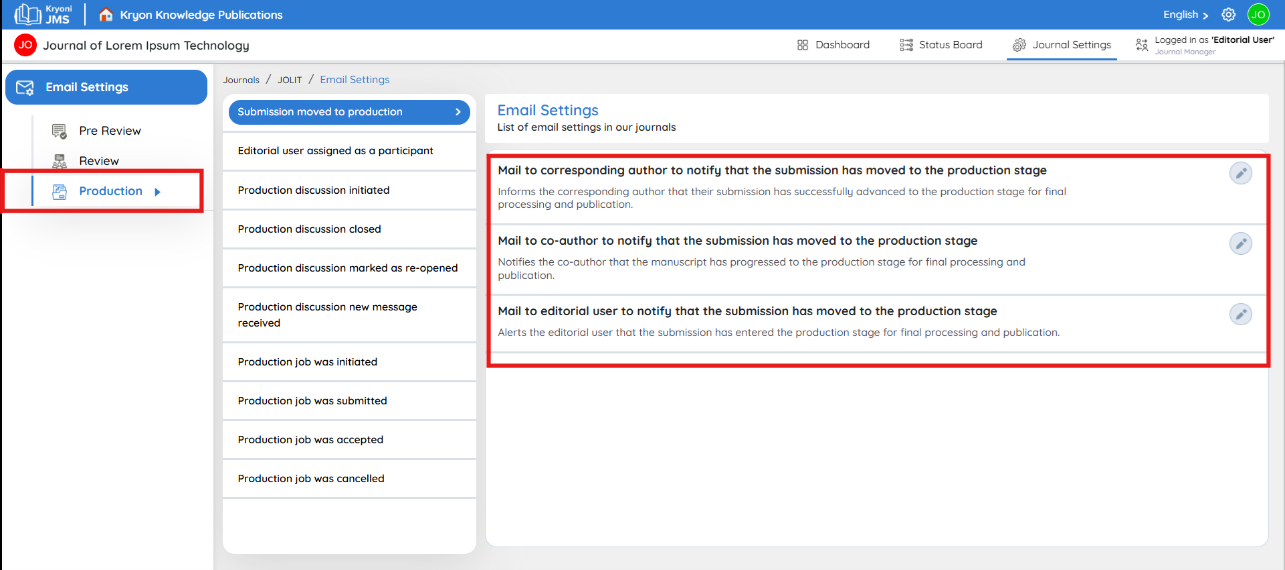 Kryoni
JMS
Kryon Knowledge Publications
English
JO
JO
Journal of Lorem Ipsum Technology
Dashboard
Status Board
Journal Settings
Logged in as 'Editorial User'
Journal Manager
Email Settings
Pre Review
Review
Production
Journals / JOLIT / Email Settings
Submission moved to production
Editorial user assigned as a participant
Production discussion initiated
Production discussion closed
Production discussion marked as re-opened
Production discussion new message
received
Production job was initiated
Production job was submitted
Production job was accepted
Production job was cancelled
Email Settings
List of email settings in our journals
Mail to corresponding author to notify that the submission has moved to the production stage
Informs the corresponding author that their submission has successfully advanced to the production stage for final
processing and publication.
Mail to co-author to notify that the submission has moved to the production stage
Notifies the co-author that the manuscript has progressed to the production stage for final processing and
publication.
Mail to editorial user to notify that the submission has moved to the production stage
Alerts the editorial user that the submission has entered the production stage for final processing and publication.